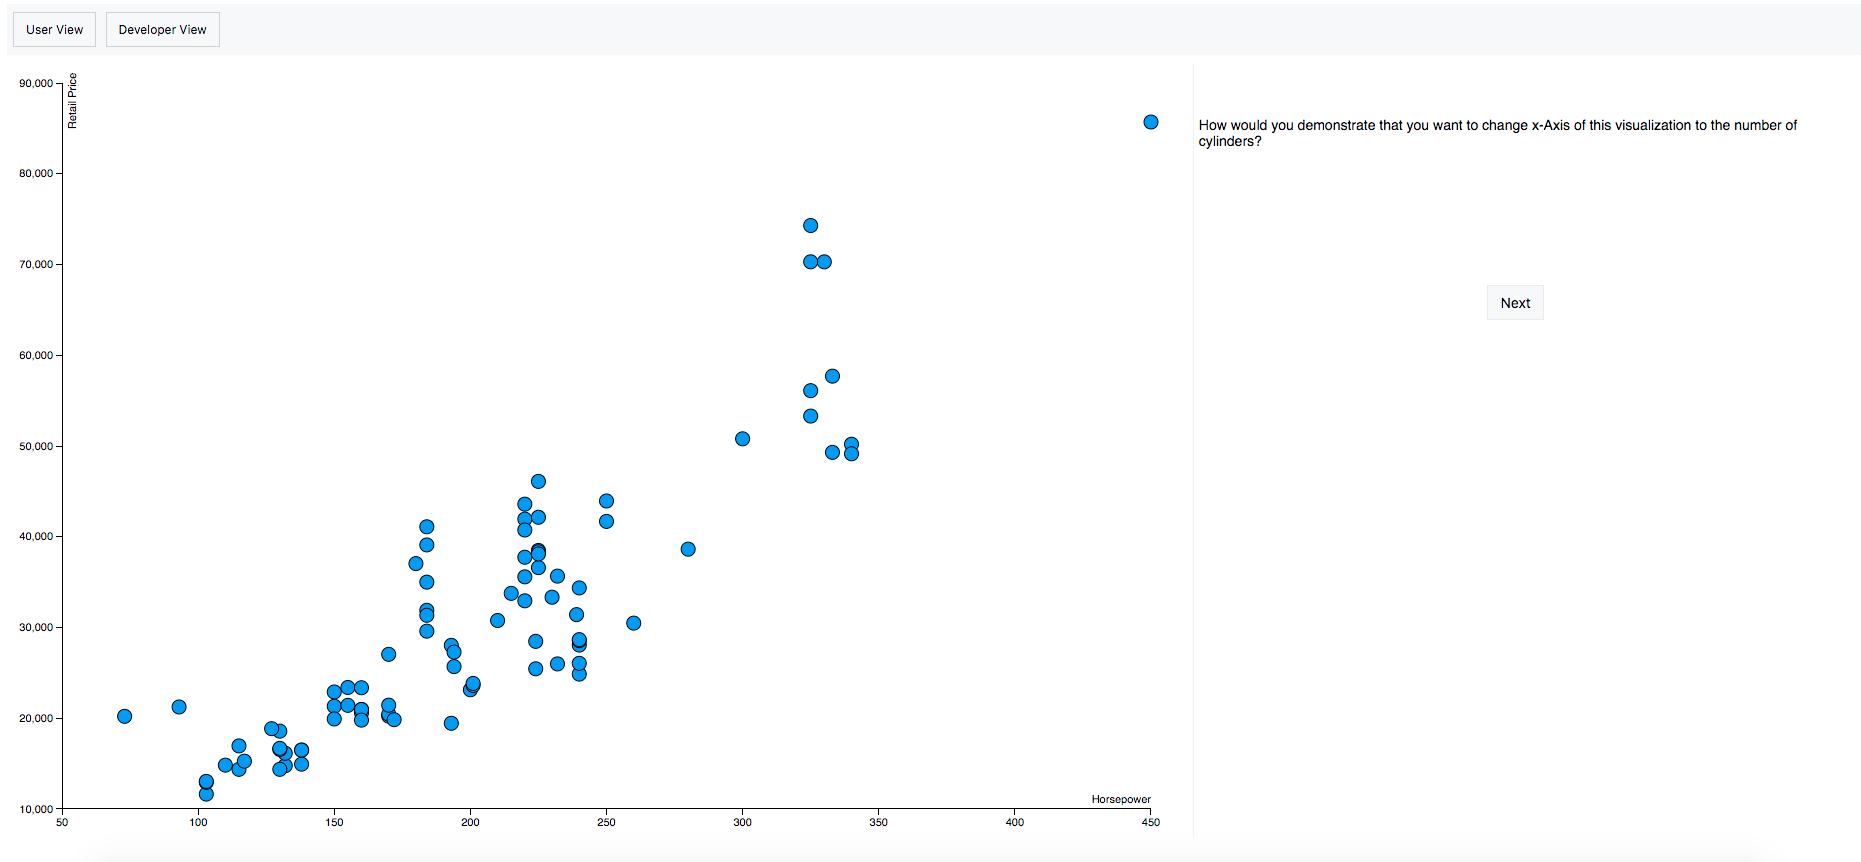 User View
Developer View
90,000
Retail Price
80,000
70,000
60,000
50,000
40,000
30,000
20,000
10,000
Horsepower
50 100 150 200 250 300 350 400 450
How would you demonstrate that you want to change x-Axis of this visualization to the number of
cylinders?
Next